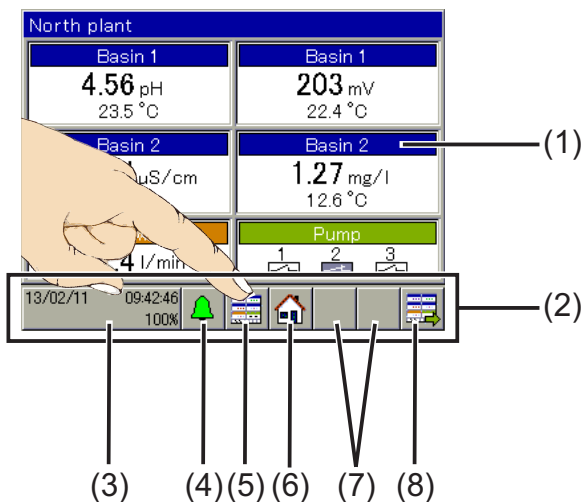 North plant
Basin 1
Basin 1
4.56 pH
203 mV
23.5 °C
22.4 °C
Basin 2
Basin 2
µS/cm
1.27 mg/l
12.6 °C
Pump
4 l/min
1 2 3
13/02/11 09:42:46
100%
(1)
(2)
(3)
(4)
(5)
(6)
(7)
(8)